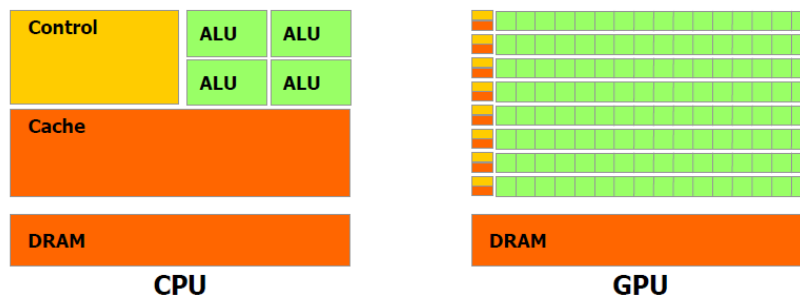 Control
ALU
ALU
ALU
ALU
Cache
DRAM
CPU
DRAM
GPU